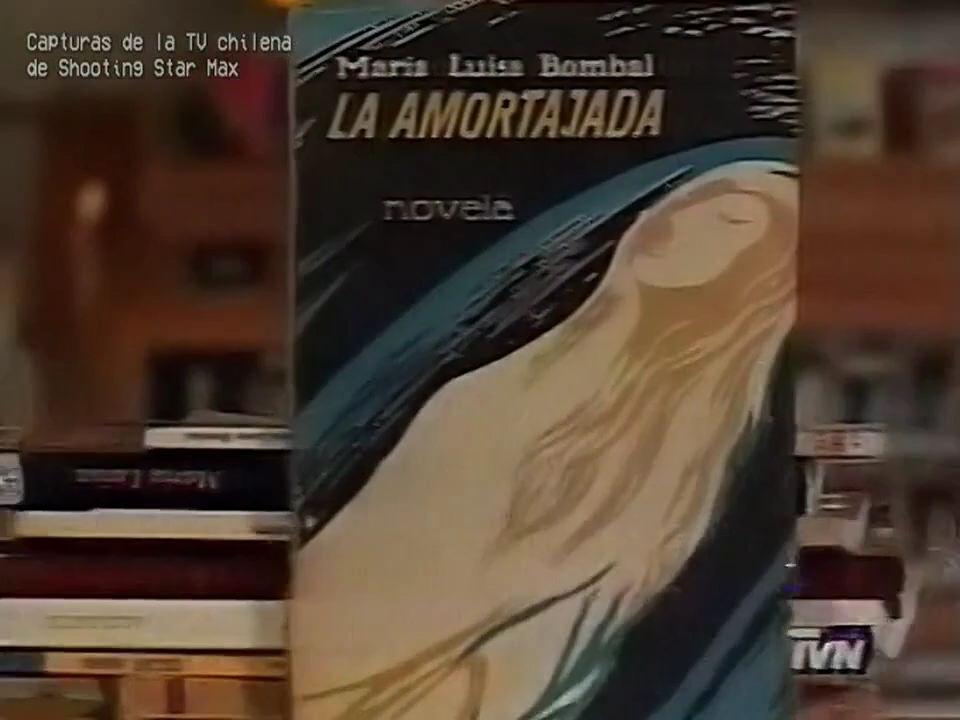 Capturas de la TV chilena
de Shooting Star Max
María Luisa Bombal
LA AMORTAJADA
novela
TVN